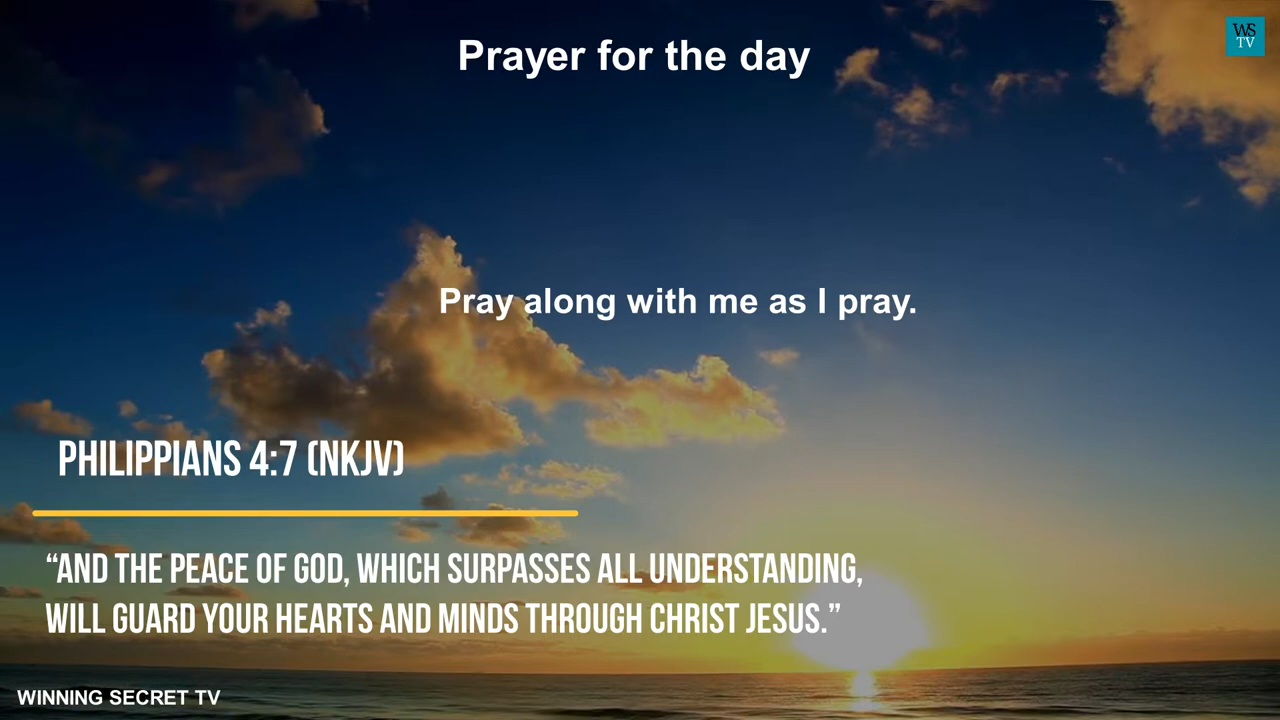 WS
TV
Prayer for the day
Pray along with me as I pray.
PHILIPPIANS 4:7 (NKJV)
“AND THE PEACE OF GOD, WHICH SURPASSES ALL UNDERSTANDING,
WILL GUARD YOUR HEARTS AND MINDS THROUGH CHRIST JESUS.”
WINNING SECRET TV